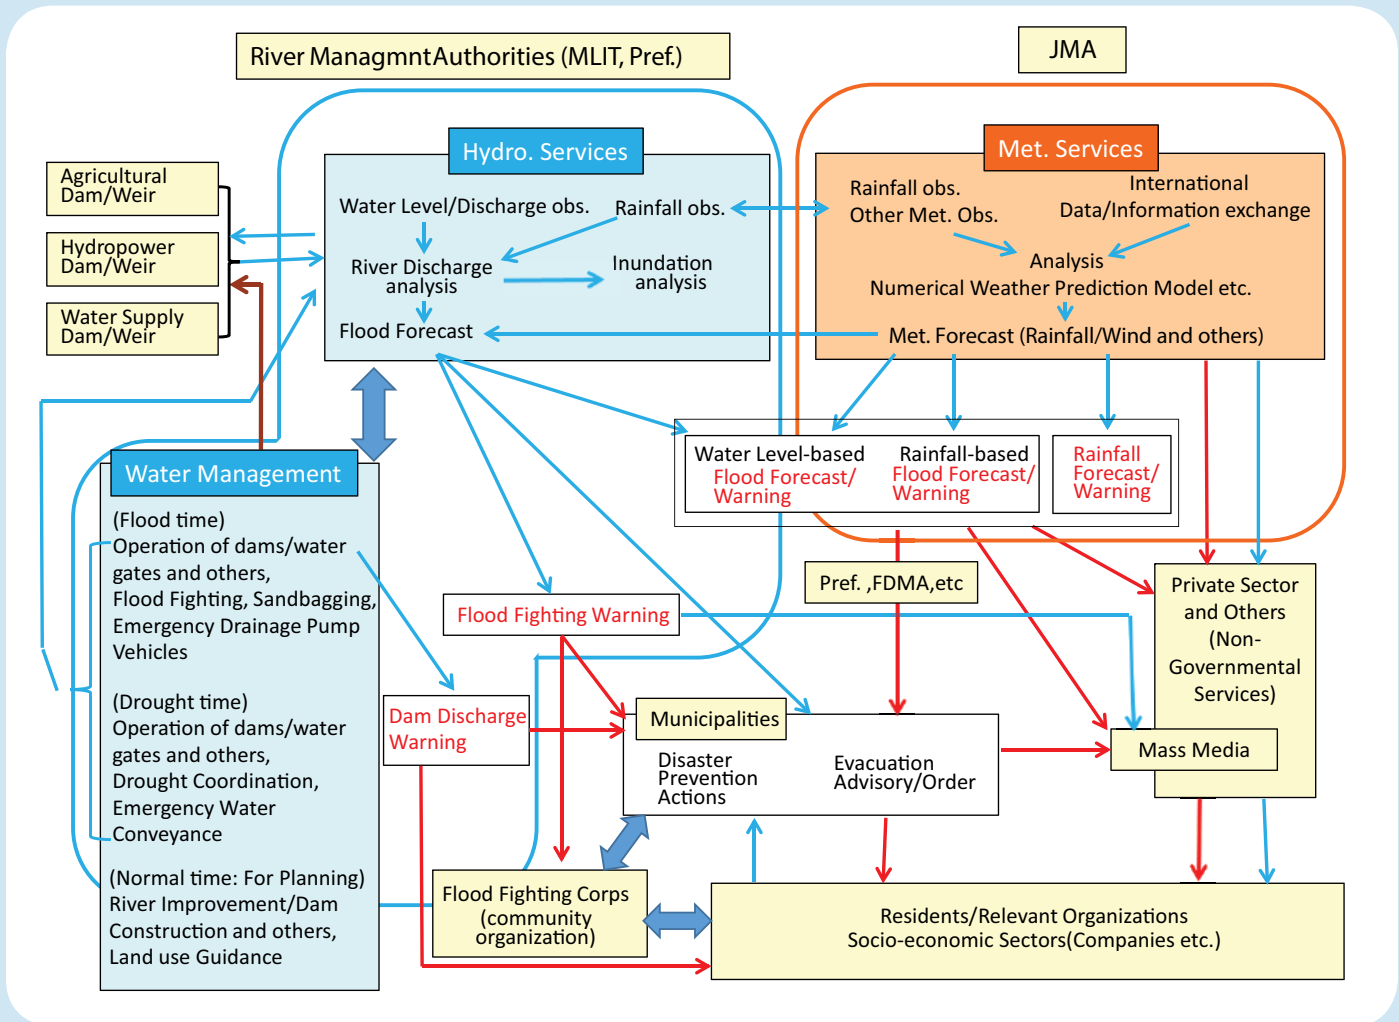 River ManagmntAuthorities (MLIT, Pref.)
JMA
Hydro. Services
Met. Services
Agricultural
Dam/Weir
Hydropower
Dam/Weir
Water Supply
Dam/Weir
Water Level/Discharge obs.
Rainfall obs.
River Discharge
analysis
Inundation
analysis
Flood Forecast
Rainfall obs.
Other Met. Obs.
International
Data/Information exchange
Analysis
Numerical Weather Prediction Model etc.
Met. Forecast (Rainfall/Wind and others)
Water Level-based
Flood Forecast/
Warning
Rainfall-based
Flood Forecast/
Warning
Rainfall
Forecast/
Warning
Water Management
(Flood time)
Operation of dams/water
gates and others,
Flood Fighting, Sandbagging,
Emergency Drainage Pump
Vehicles
(Drought time)
Operation of dams/water
gates and others,
Drought Coordination,
Emergency Water
Conveyance
(Normal time: For Planning)
River Improvement/Dam
Construction and others,
Land use Guidance
Flood Fighting Warning
Pref. ,FDMA,etc
Private Sector
and Others
(Non-
Governmental
Services)
Dam Discharge
Warning
Municipalities
Disaster
Prevention
Actions
Evacuation
Advisory/Order
Mass Media
Flood Fighting Corps
(community
organization)
Residents/Relevant Organizations
Socio-economic Sectors(Companies etc.)